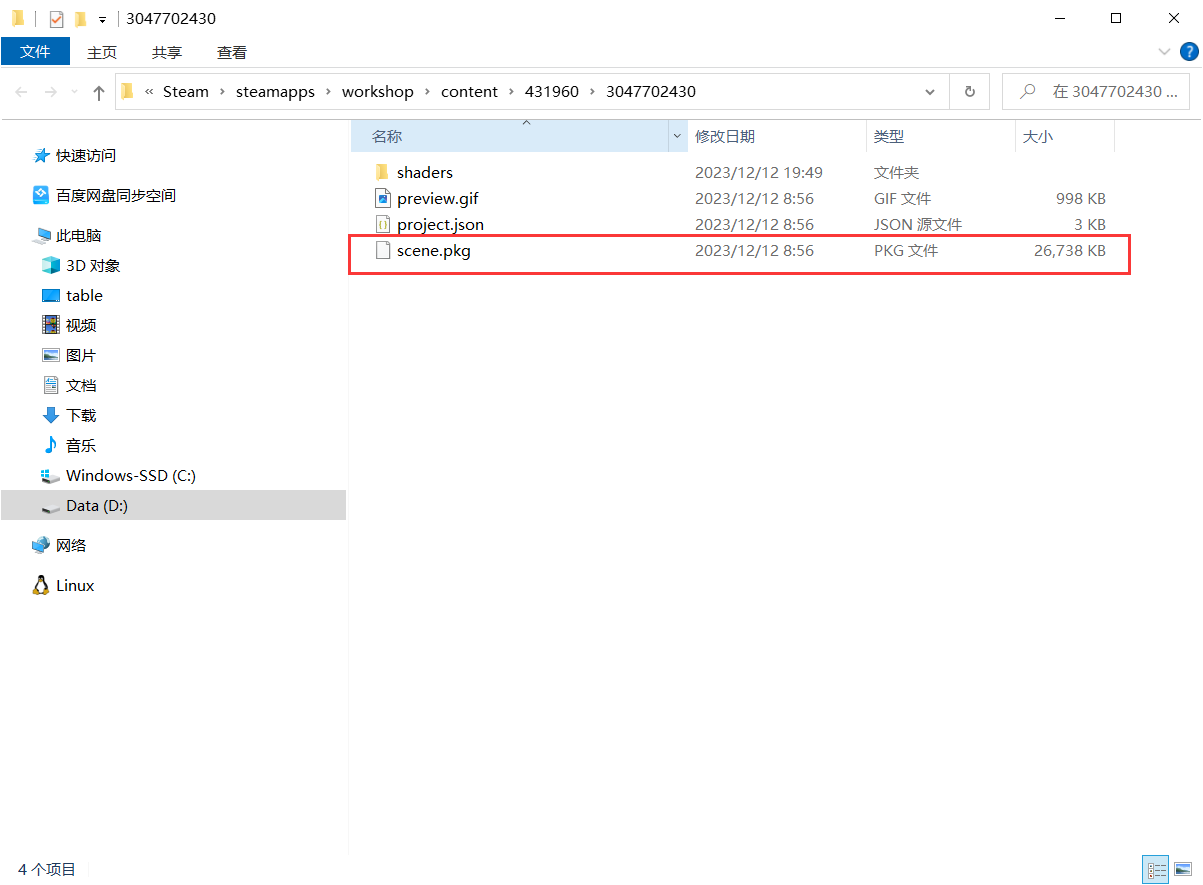 3047702430
文件 主页 共享 查看
« Steam › steamapps › workshop › content › 431960 › 3047702430 在 3047702430 ...
名称 修改日期 类型 大小
快速访问
百度网盘同步空间
此电脑
3D 对象
table
视频
图片
文档
下载
音乐
Windows-SSD (C:)
Data (D:)
网络
Linux
shaders 2023/12/12 19:49 文件夹
preview.gif 2023/12/12 8:56 GIF 文件 998 KB
project.json 2023/12/12 8:56 JSON 源文件 3 KB
scene.pkg 2023/12/12 8:56 PKG 文件 26,738 KB
4 个项目